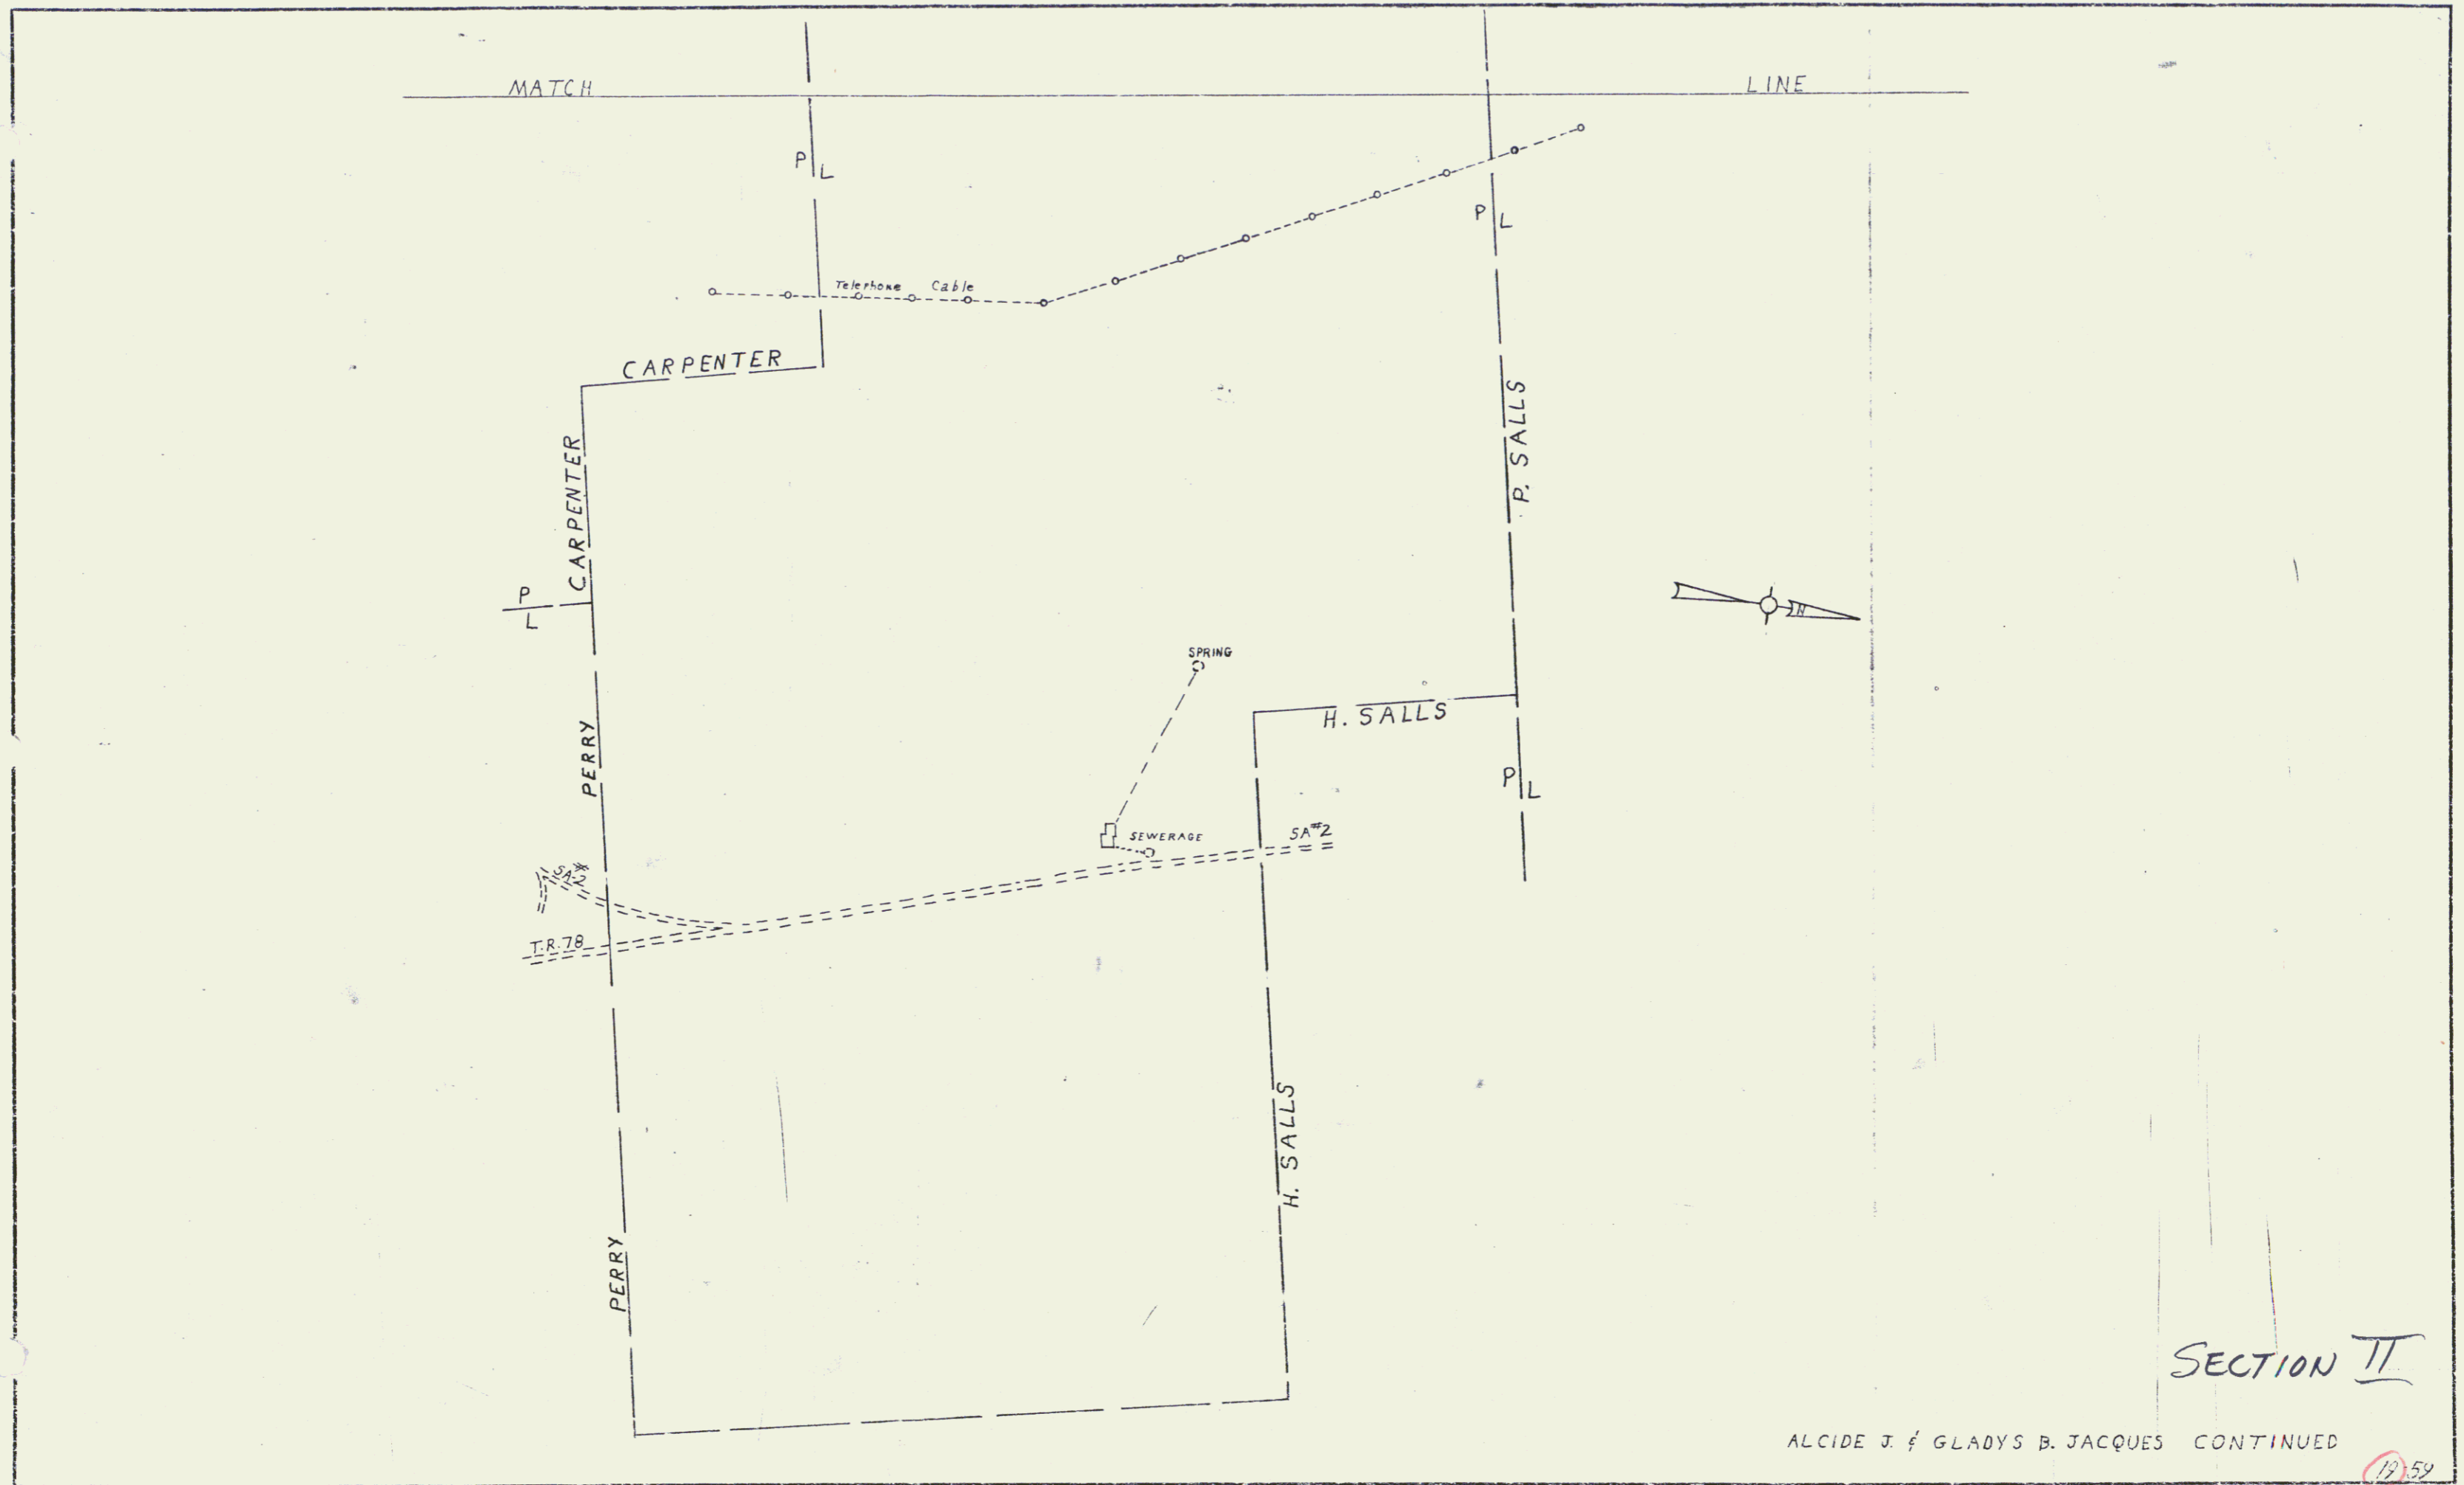 MATCH LINE
P L
P L
Telephone Cable
CARPENTER
CARPENTER
P. SALLS
P
L
N
SPRING
H. SALLS
PERRY
P L
SEWERAGE
SA#2
SA#2
T.R.78
H. SALLS
PERRY
SECTION II
ALCIDE J. & GLADYS B. JACQUES CONTINUED
19 59